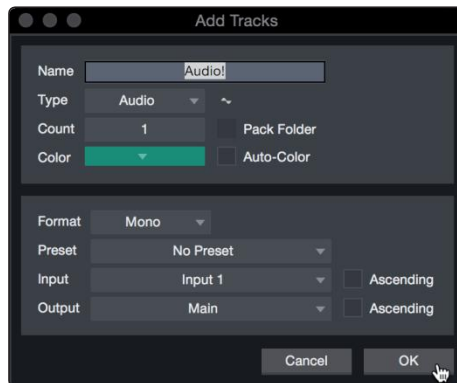 Add Tracks
Name Audio!
Type Audio
Count 1 Pack Folder
Color Auto-Color
Format Mono
Preset No Preset
Input Input 1 Ascending
Output Main Ascending
Cancel OK